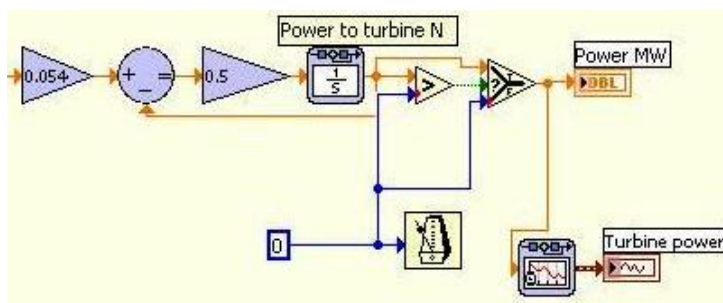 Power to turbine N
0.054
+
=
-
0.5
1
S
>
?
T
F
Power MW
DBL
0
Turbine power